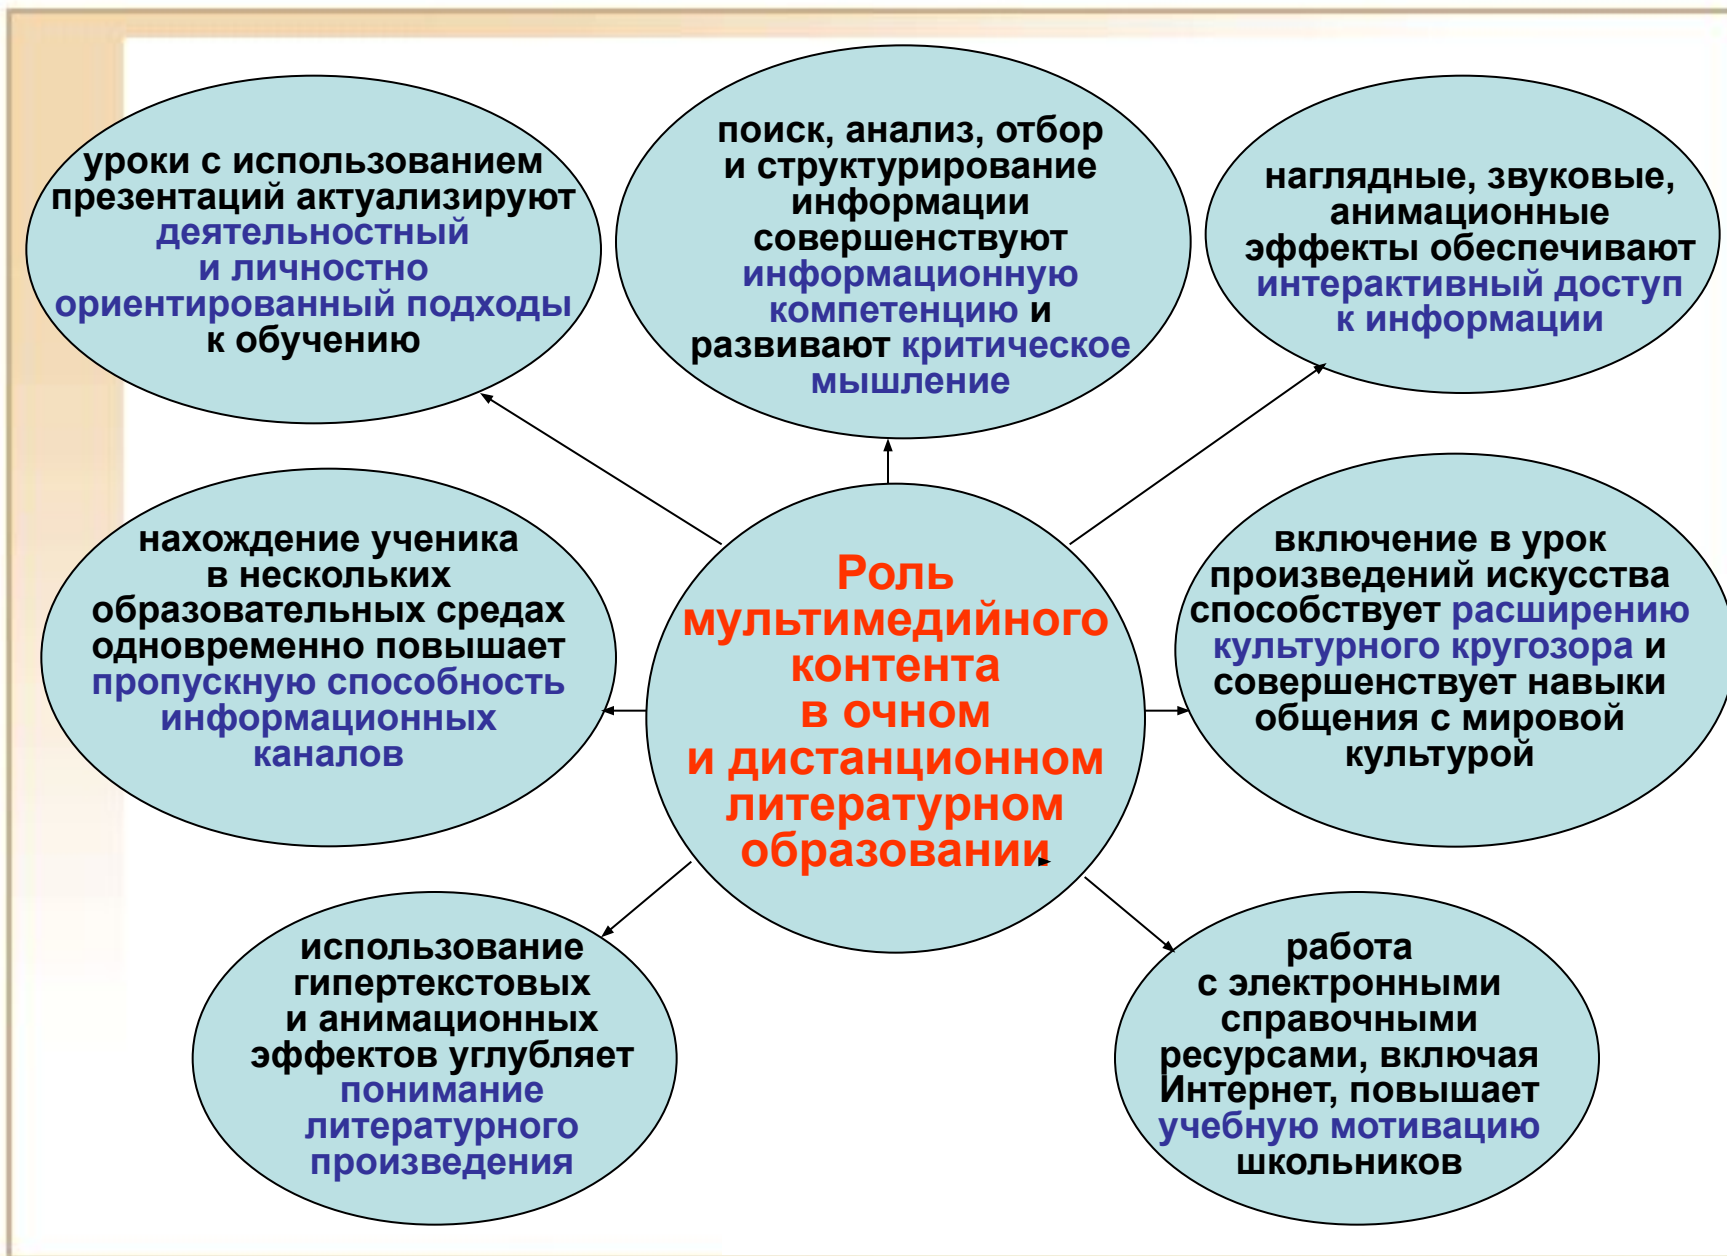 уроки с использованием
презентаций актуализируют
деятельностный
и личностно
ориентированный подходы
к обучению
поиск, анализ, отбор
и структурирование
информации
совершенствуют
информационную
компетенцию и
развивают критическое
мышление
наглядные, звуковые,
анимационные
эффекты обеспечивают
интерактивный доступ
к информации
нахождение ученика
в нескольких
образовательных средах
одновременно повышает
пропускную способность
информационных
каналов
Роль
мультимедийного
контента
в очном
и дистанционном
литературном
образовании
включение в урок
произведений искусства
способствует расширению
культурного кругозора и
совершенствует навыки
общения с мировой
культурой
использование
гипертекстовых
и анимационных
эффектов углубляет
понимание
литературного
произведения
работа
с электронными
справочными
ресурсами, включая
Интернет, повышает
учебную мотивацию
школьников